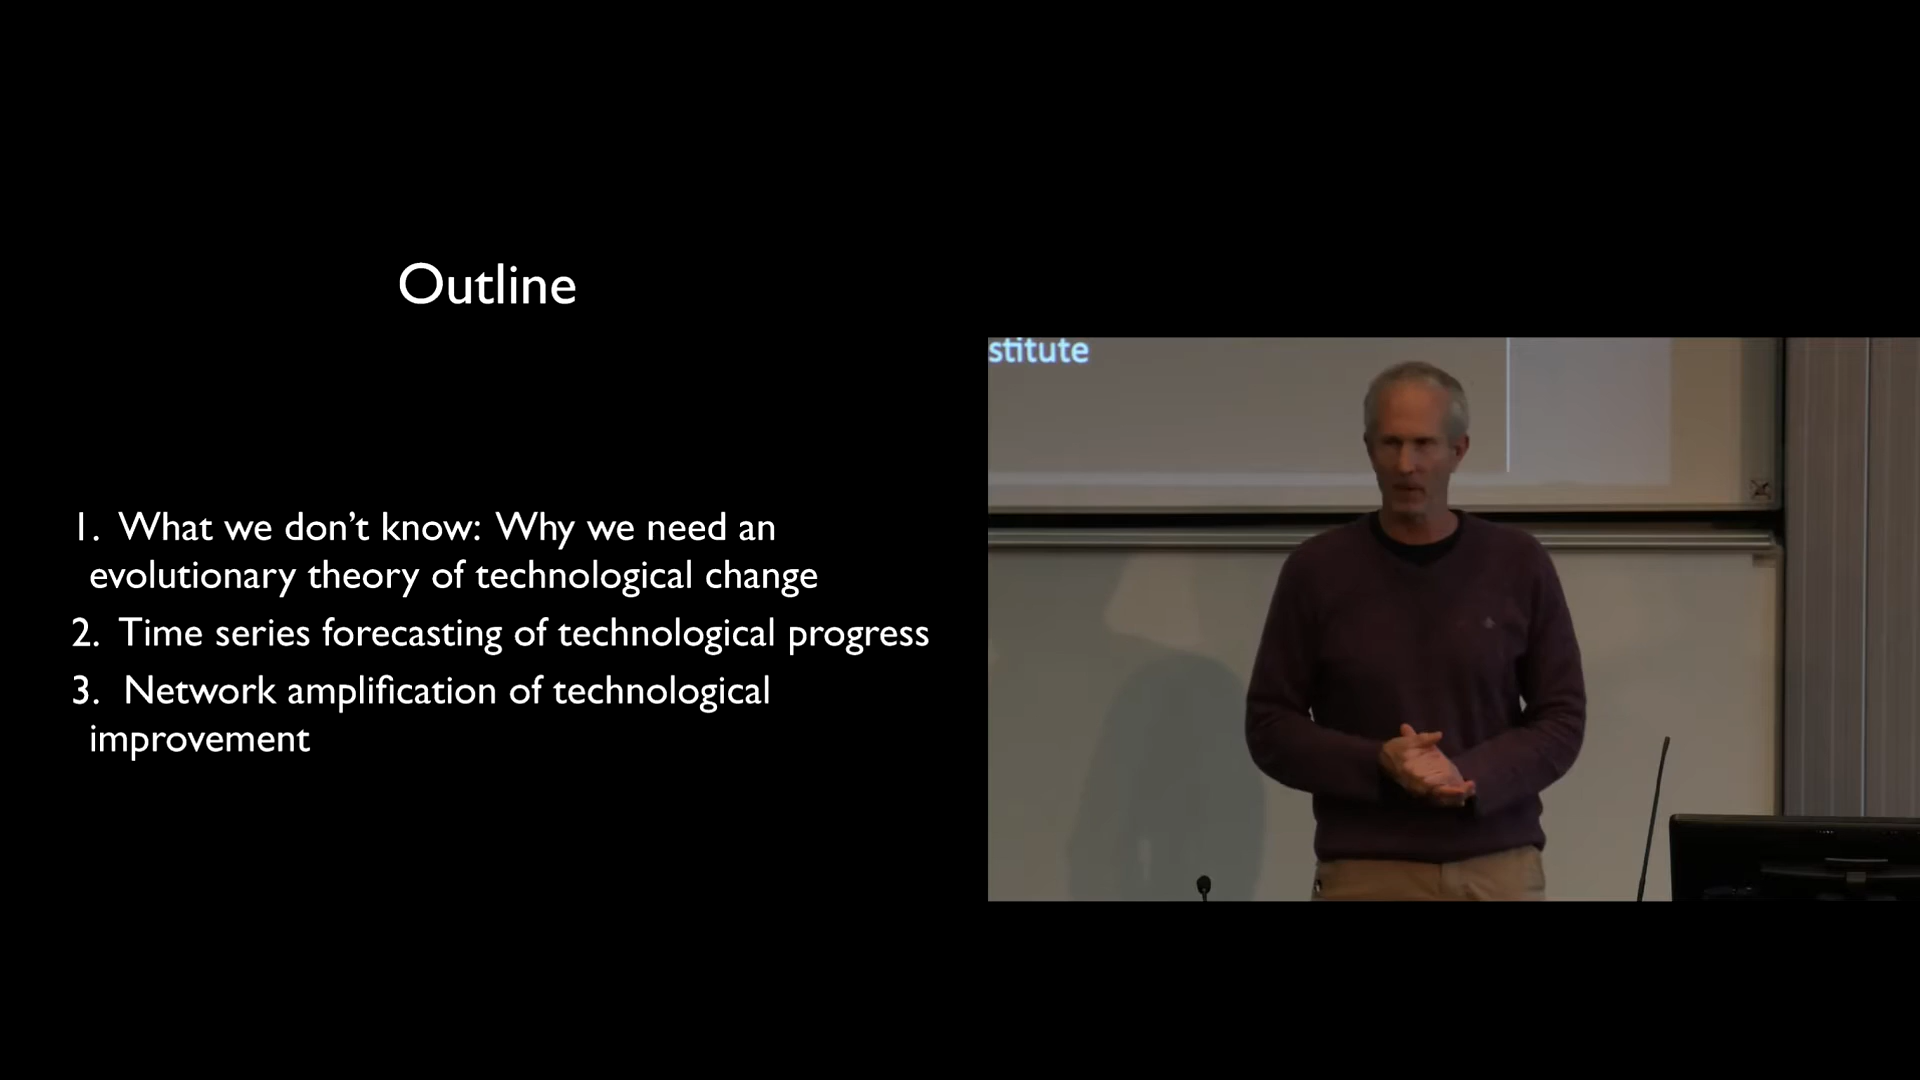 Outline
1. What we don’t know: Why we need an
evolutionary theory of technological change
2. Time series forecasting of technological progress
3. Network amplification of technological
improvement
stitute